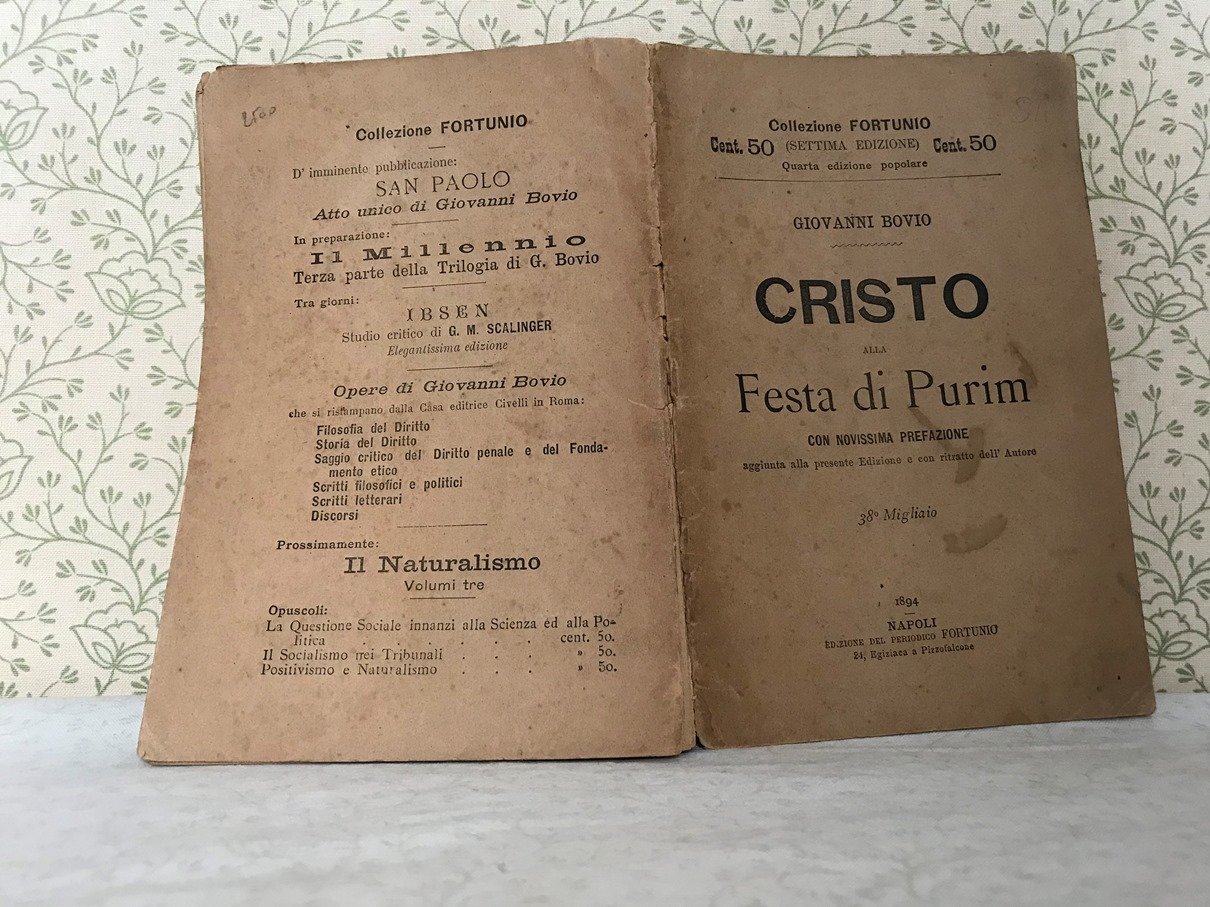 2500
Collezione FORTUNIO
D' imminente pubblicazione:
SAN PAOLO
Atto unico di Giovanni Bovio
In preparazione:
Il Millennio
Terza parte della Trilogia di G. Bovio
Tra giorni:
IBSEN
Studio critico di G. M. SCALINGER
Elegantissima edizione
Opere di Giovanni Bovio
che si ristampano dalla Casa editrice Civelli in Roma:
Filosofia del Diritto
Storia del Diritto
Saggio critico del Diritto penale e del Fonda-
mento etico
Scritti filosofici e politici
Scritti letterari
Discorsi
Prossimamente:
Il Naturalismo
Volumi tre
Opuscoli:
La Questione Sociale innanzi alla Scienza ed alla Po-
litica . . . . . . cent. 50.
Il Socialismo nei Tribunali . . . » 50.
Positivismo e Naturalismo . . . » 50.
Collezione FORTUNIO
Cent. 50 (SETTIMA EDIZIONE) Cent. 50
Quarta edizione popolare
GIOVANNI BOVIO
CRISTO
ALLA
Festa di Purim
CON NOVISSIMA PREFAZIONE
aggiunta alla presente Edizione e con ritratto dell' Autore
38º Migliaio
1894
NAPOLI
EDIZIONE DEL PERIODICO FORTUNIO
24, Egiziaca a Pizzofalcone